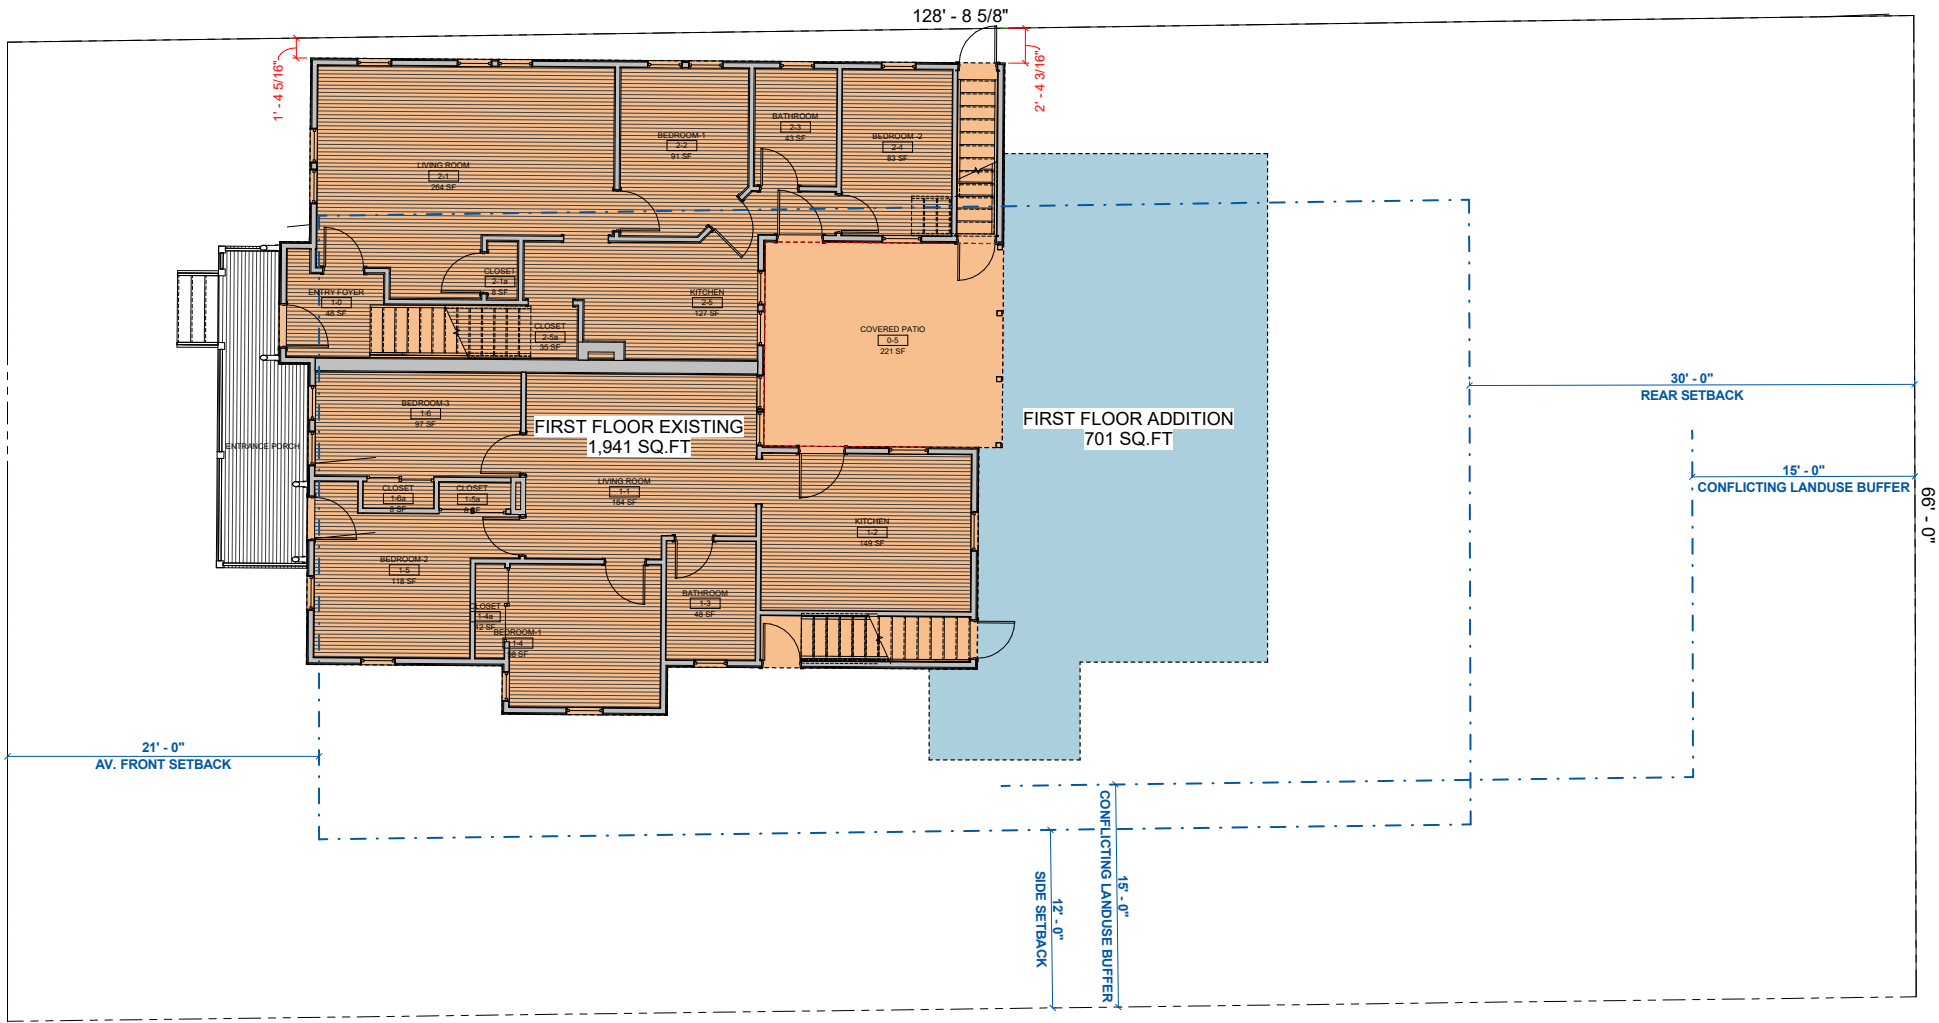 128' - 8 5/8"
1' - 4 5/16"
2' - 4 3/16"
LIVING ROOM
2-1
264 SF
BEDROOM-1
2-2
91 SF
BATHROOM
2-3
43 SF
BEDROOM -2
2-4
83 SF
ENTRY FOYER
1-0
48 SF
CLOSET
2-1a
8 SF
KITCHEN
2-5
127 SF
CLOSET
2-5a
35 SF
COVERED PATIO
0-5
221 SF
30' - 0"
REAR SETBACK
BEDROOM-3
1-6
97 SF
FIRST FLOOR EXISTING
1,941 SQ.FT
FIRST FLOOR ADDITION
701 SQ.FT
ENTRANCE PORCH
15' - 0"
CONFLICTING LANDUSE BUFFER
66' - 0"
CLOSET
1-6a
8 SF
CLOSET
1-5a
8 SF
LIVING ROOM
1-1
184 SF
KITCHEN
1-2
149 SF
BEDROOM-2
1-5
118 SF
CLOSET
1-4a
12 SF
BEDROOM-1
1-4
98 SF
BATHROOM
1-3
48 SF
21' - 0"
AV. FRONT SETBACK
12' - 0"
SIDE SETBACK
15' - 0"
CONFLICTING LANDUSE BUFFER